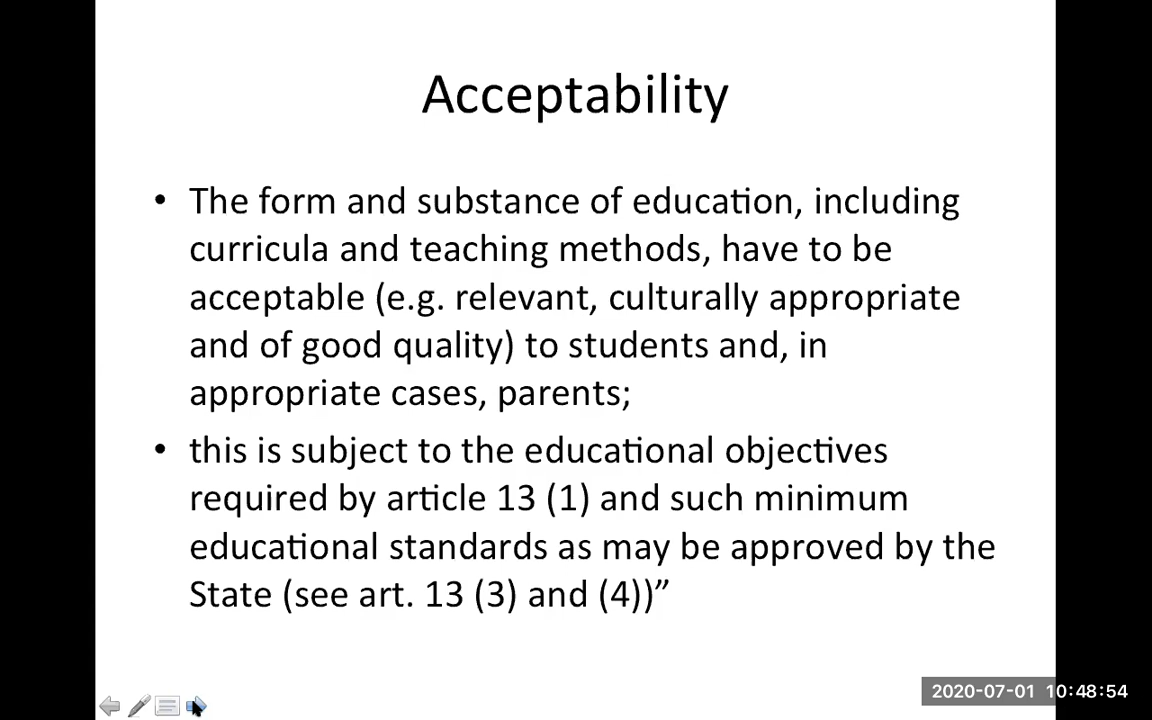 Acceptability
• The form and substance of education, including
curricula and teaching methods, have to be
acceptable (e.g. relevant, culturally appropriate
and of good quality) to students and, in
appropriate cases, parents;
• this is subject to the educational objectives
required by article 13 (1) and such minimum
educational standards as may be approved by the
State (see art. 13 (3) and (4))”
2020-07-01 10:48:54